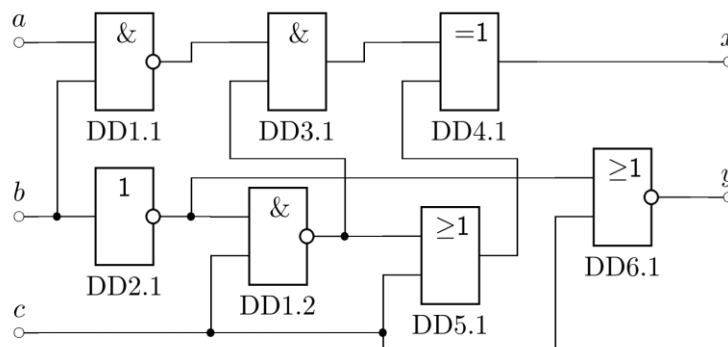 a
&
DD1.1
&
DD3.1
=1
DD4.1
x
b
1
DD2.1
&
DD1.2
≥1
DD5.1
≥1
DD6.1
y
c